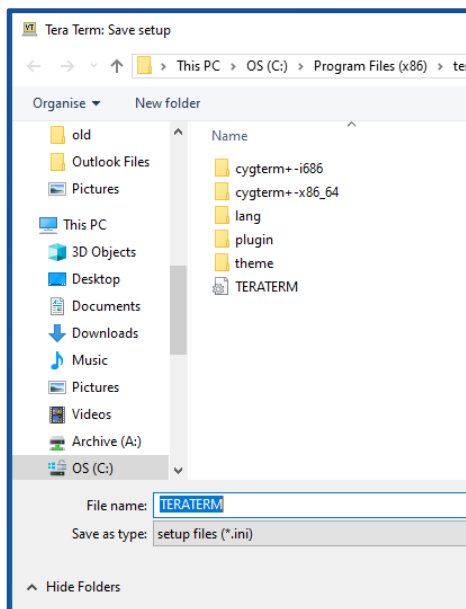 VT Tera Term: Save setup
This PC > OS (C:) > Program Files (x86) > te
Organise New folder
old
Outlook Files
Pictures
This PC
3D Objects
Desktop
Documents
Downloads
Music
Pictures
Videos
Archive (A:)
OS (C:)
Name
cygterm+-i686
cygterm+-x86_64
lang
plugin
theme
TERATERM
File name: TERATERM
Save as type: setup files (*.ini)
Hide Folders